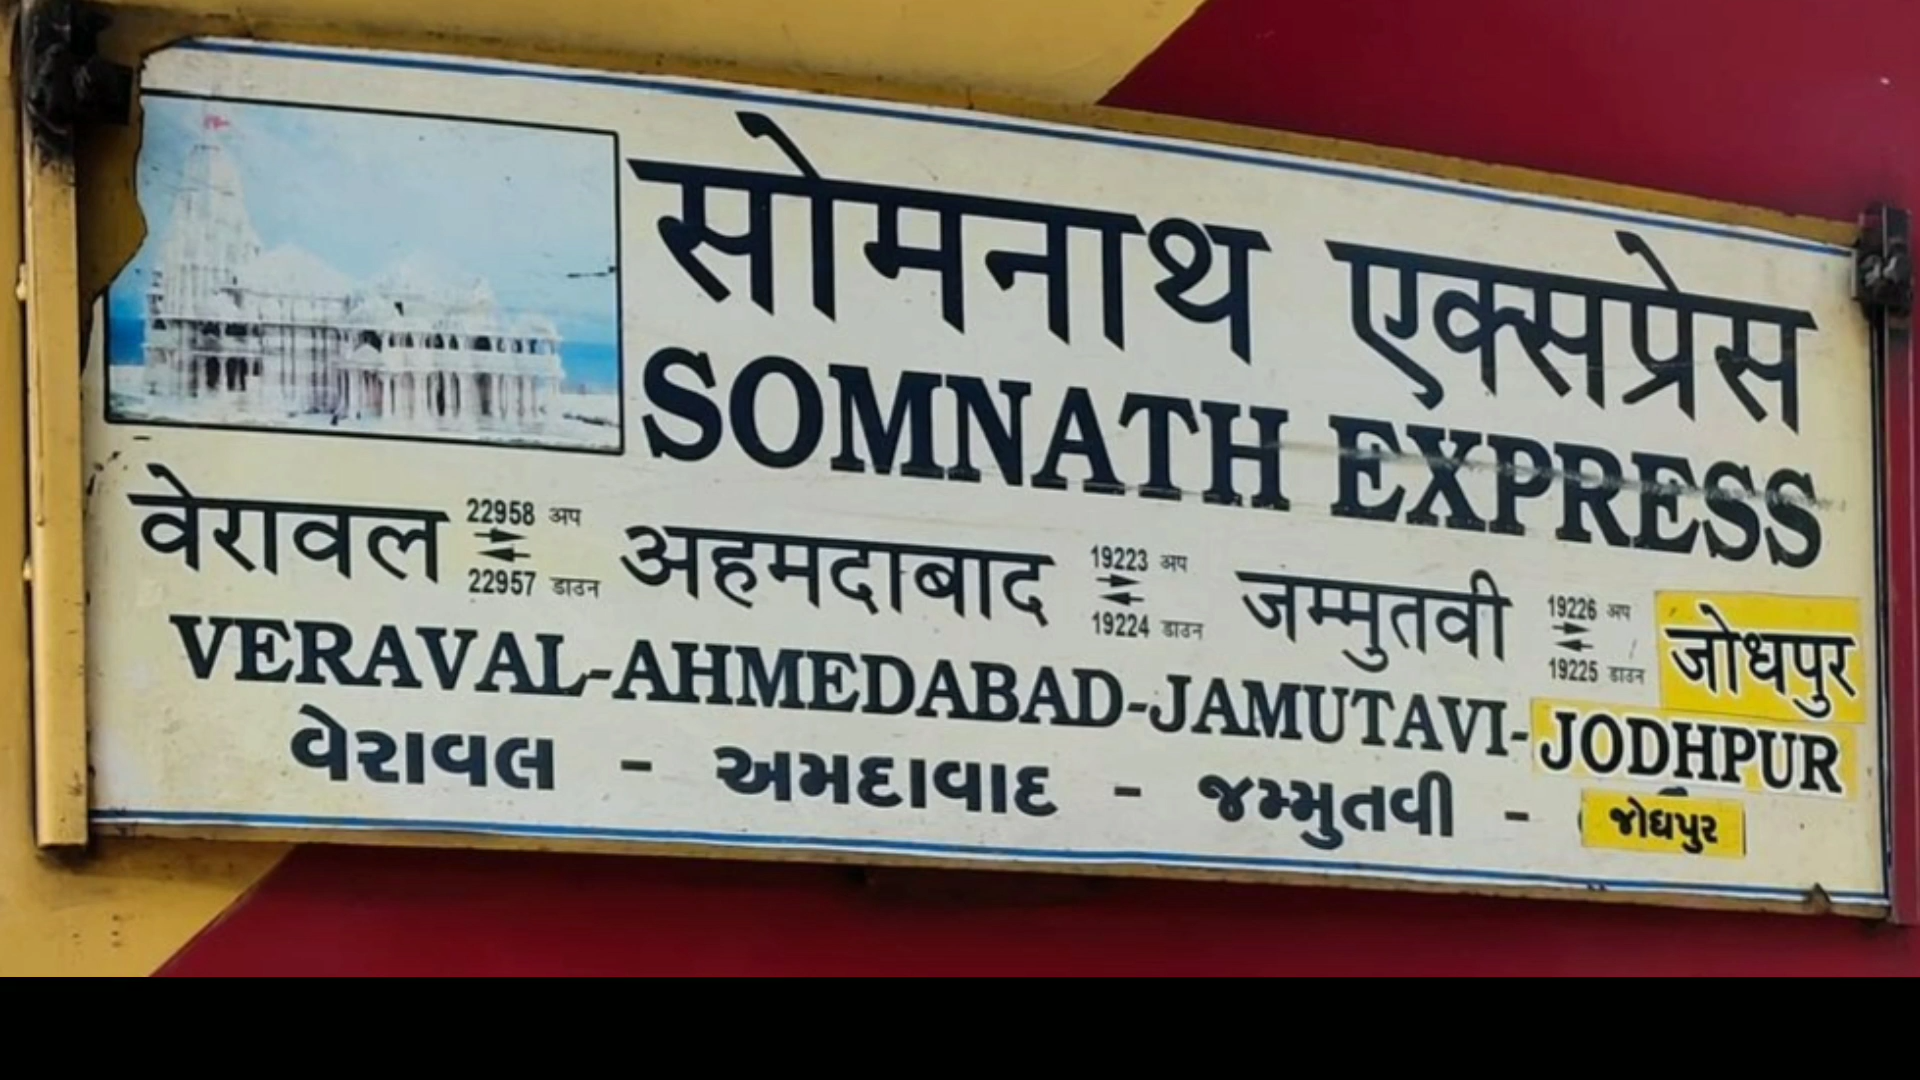 सोमनाथ एक्सप्रेस
SOMNATH EXPRESS
वेरावल 22958 अप 22957 डाउन अहमदाबाद 19223 अप 19224 डाउन जम्मुतवी 19226 अप 19225 डाउन जोधपुर
VERAVAL-AHMEDABAD-JAMUTAVI-JODHPUR
વેરાવલ - અમદાવાદ - જમ્મુતવી - જોધપુર